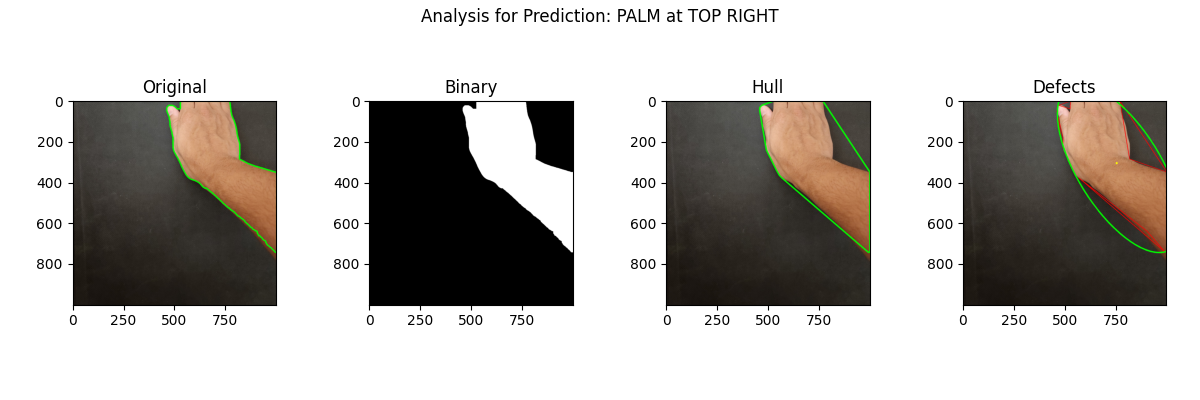 Analysis for Prediction: PALM at TOP RIGHT
Original Binary Hull Defects
0 0 0 0
200 200 200 200
400 400 400 400
600 600 600 600
800 800 800 800
0 250 500 750 0 250 500 750 0 250 500 750 0 250 500 750